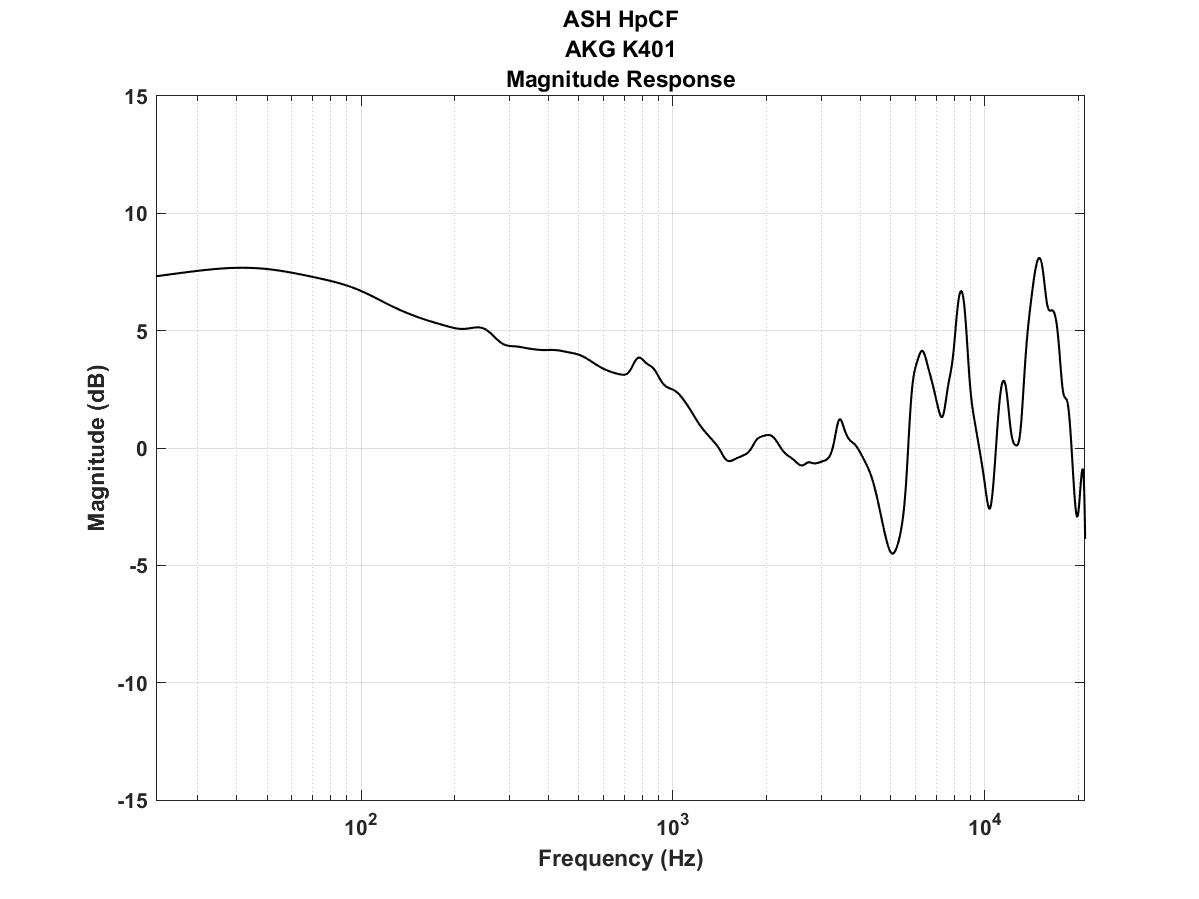 ASH HpCF
AKG K401
Magnitude Response
15
10
5
0
-5
-10
-15
Magnitude (dB)
10^2
10^3
10^4
Frequency (Hz)